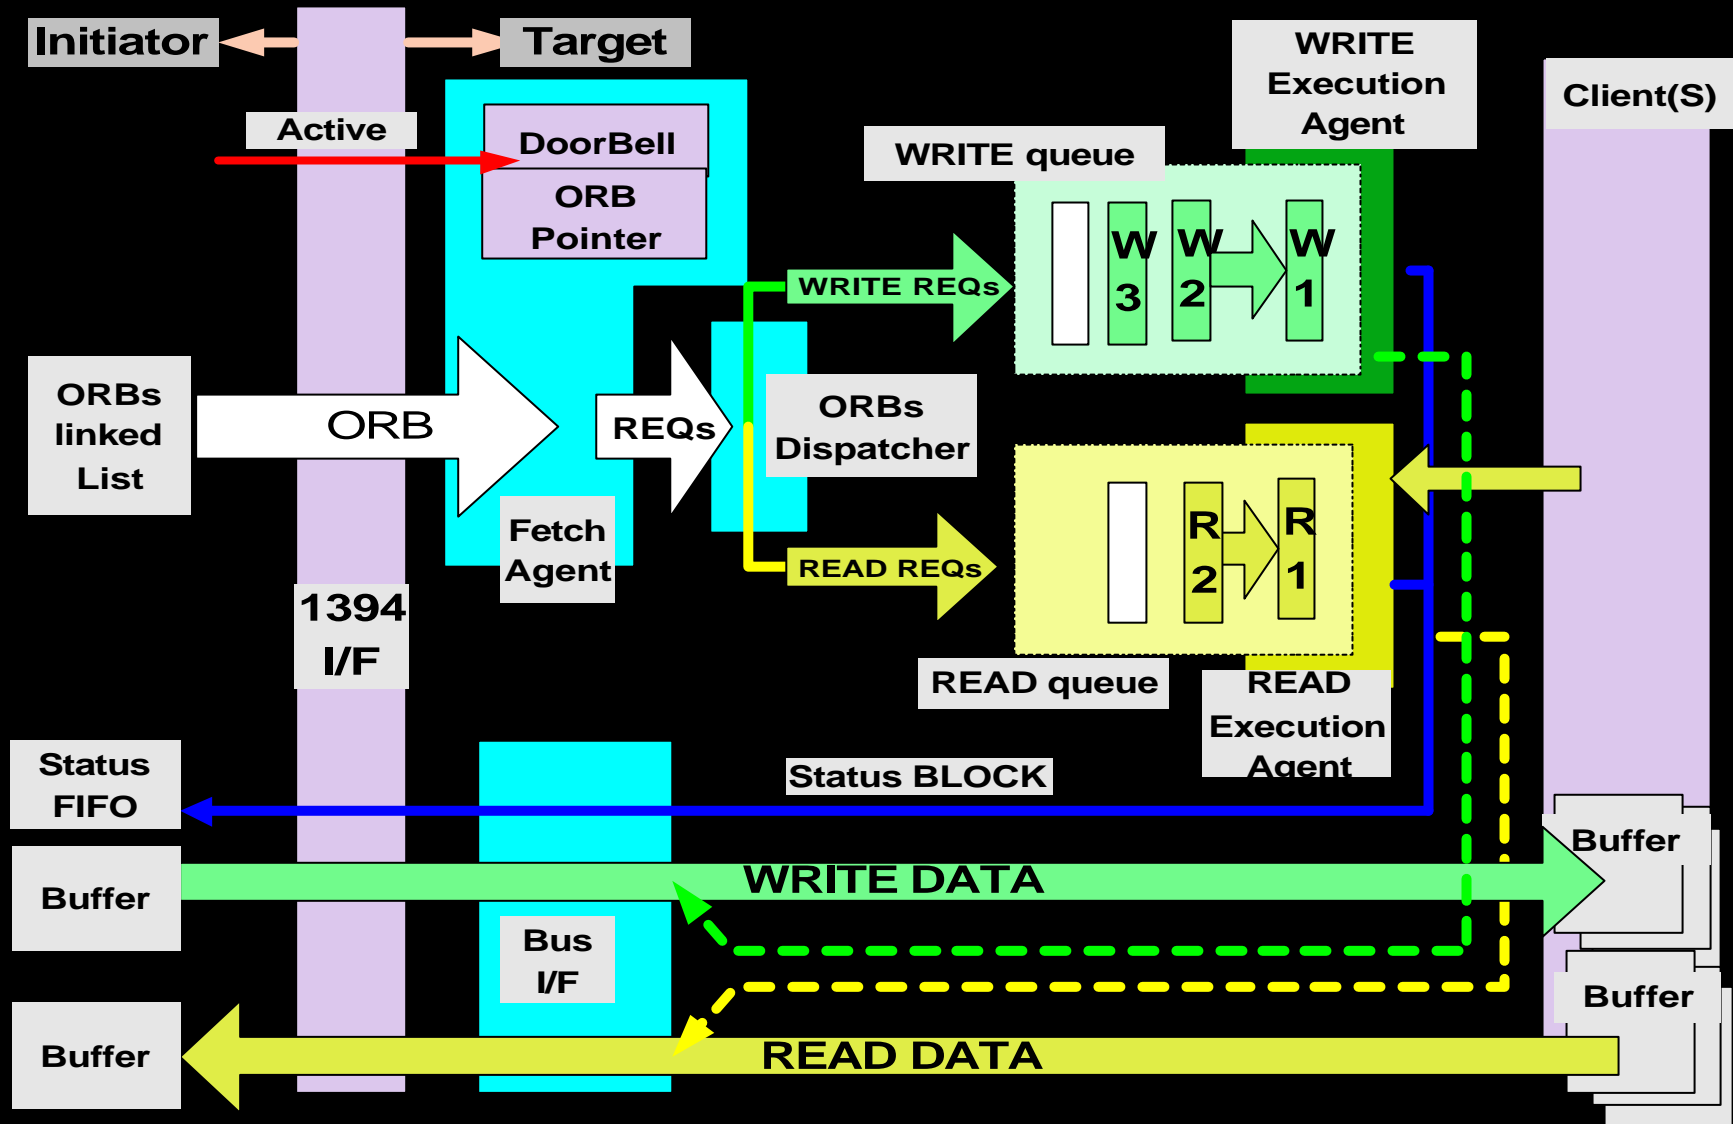 Initiator
Target
Active
DoorBell
ORB
Pointer
WRITE
Execution
Agent
Client(S)
WRITE queue
W
3
W
2
W
1
WRITE REQs
ORBs
linked
List
ORB
REQs
ORBs
Dispatcher
Fetch
Agent
READ REQs
R
2
R
1
READ queue
READ
Execution
Agent
1394
I/F
Status
FIFO
Status BLOCK
Buffer
WRITE DATA
Buffer
Bus
I/F
Buffer
READ DATA
Buffer